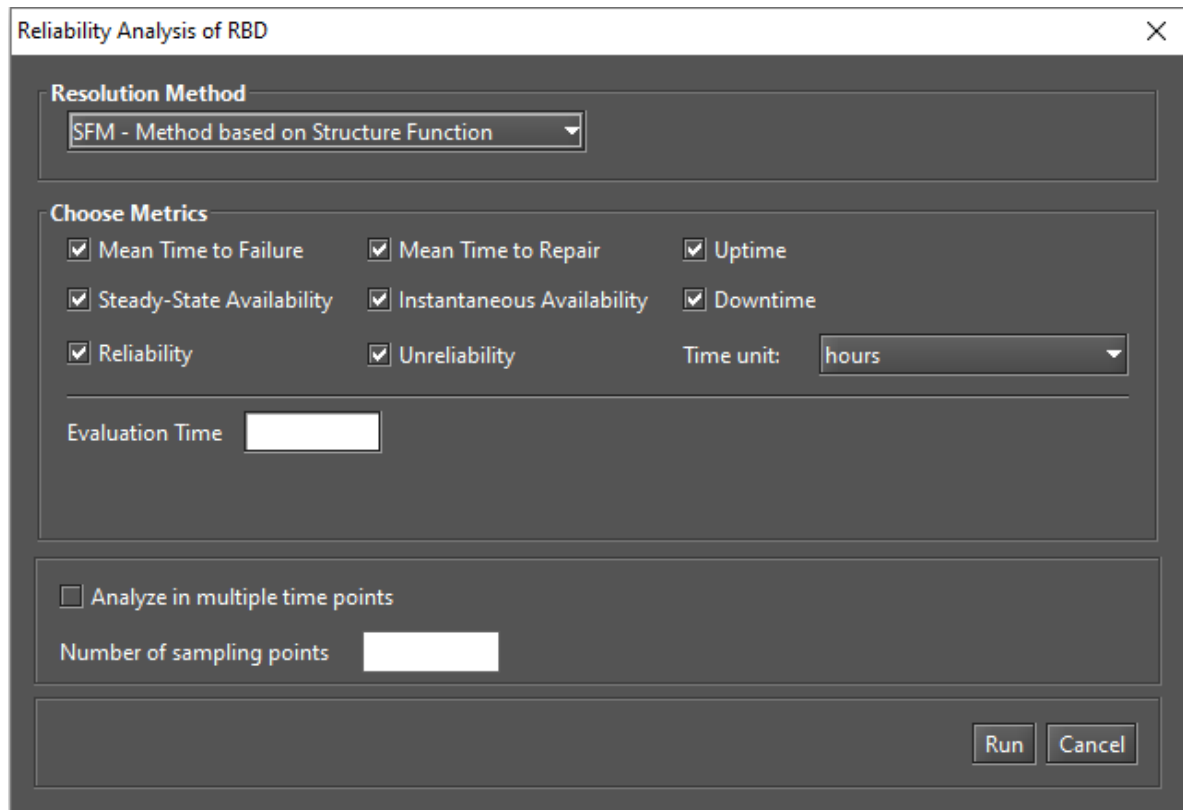 Reliability Analysis of RBD
Resolution Method
SFM - Method based on Structure Function
Choose Metrics
Mean Time to Failure Mean Time to Repair Uptime
Steady-State Availability Instantaneous Availability Downtime
Reliability Unreliability Time unit: hours
Evaluation Time
Analyze in multiple time points
Number of sampling points
Run Cancel